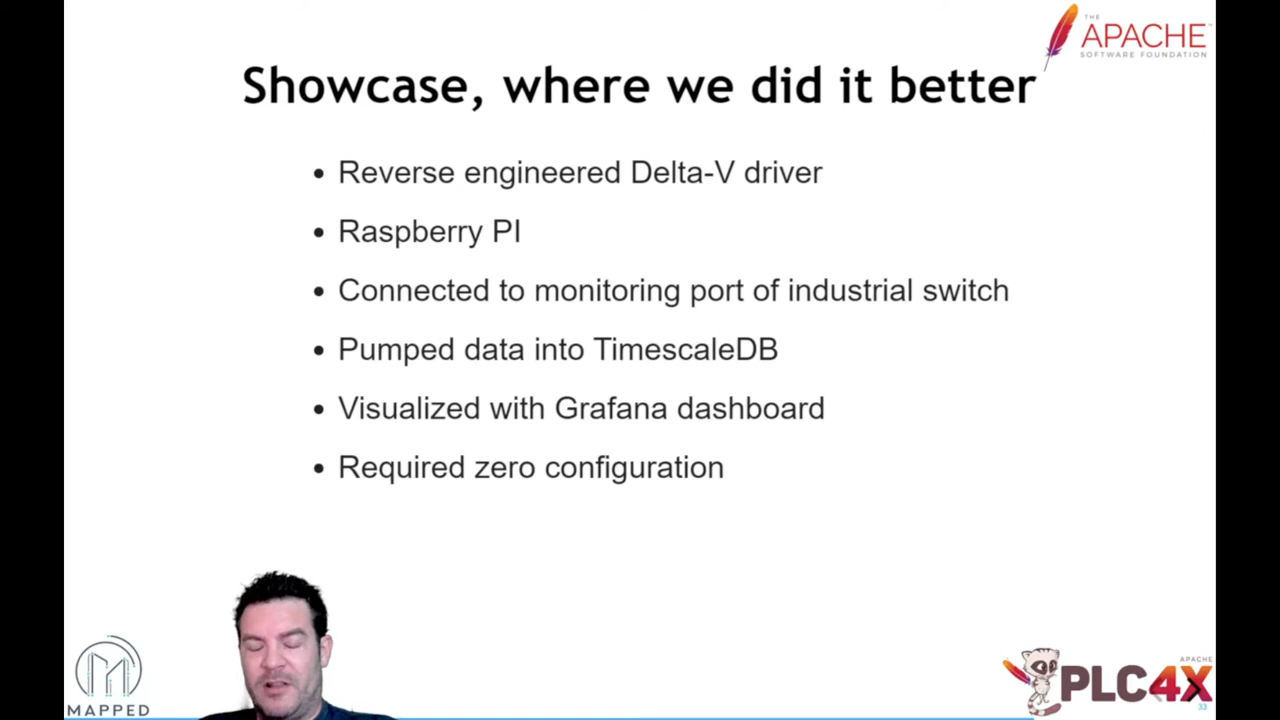 THE
APACHE
SOFTWARE FOUNDATION
Showcase, where we did it better
• Reverse engineered Delta-V driver
• Raspberry PI
• Connected to monitoring port of industrial switch
• Pumped data into TimescaleDB
• Visualized with Grafana dashboard
• Required zero configuration
MAPPED
APACHE
PLC4X
33